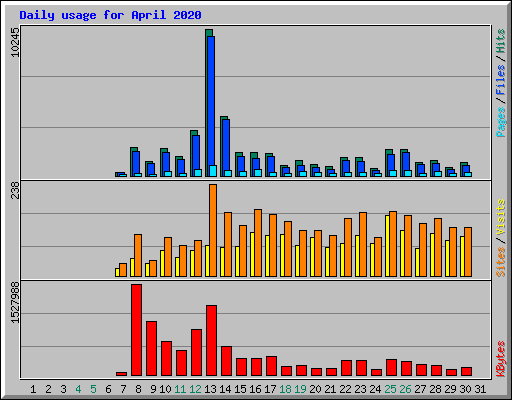 Daily usage for April 2020
10245
Pages / Files / Hits
238
Sites / Visits
1527988
KBytes
1 2 3 4 5 6 7 8 9 10 11 12 13 14 15 16 17 18 19 20 21 22 23 24 25 26 27 28 29 30 31